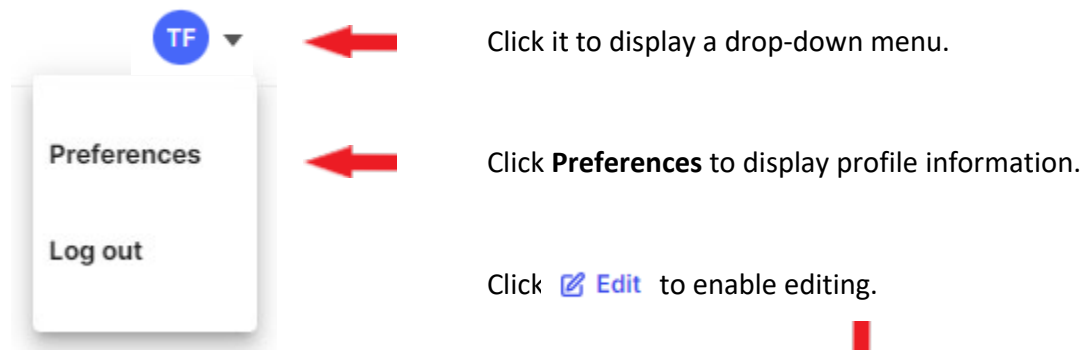 TF
Click it to display a drop-down menu.
Preferences
Click Preferences to display profile information.
Log out
Click Edit to enable editing.